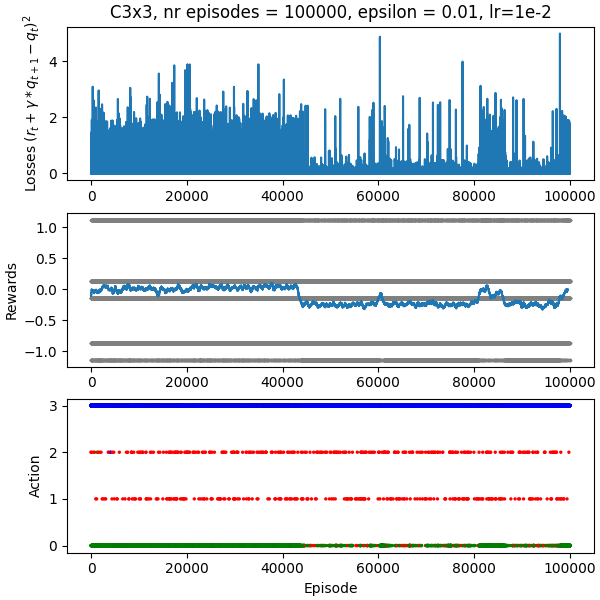 C3x3, nr episodes = 100000, epsilon = 0.01, lr=1e-2
Losses $(r_t + \gamma * q_{t+1} - q_t)^2$
4
2
0
0 20000 40000 60000 80000 100000
Rewards
1.0
0.5
0.0
−0.5
−1.0
0 20000 40000 60000 80000 100000
Action
3
2
1
0
0 20000 40000 60000 80000 100000
Episode